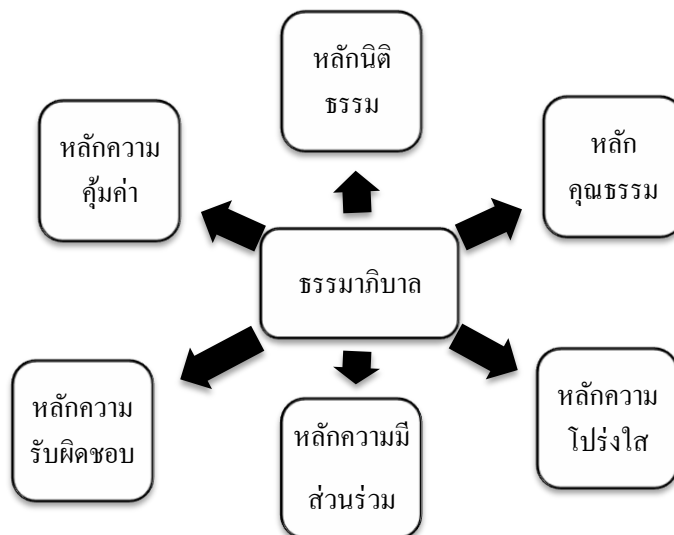 หลักนิติ
ธรรม
หลักความ
คุ้มค่า
หลัก
คุณธรรม
ธรรมาภิบาล
หลักความ
รับผิดชอบ
หลักความมี
ส่วนร่วม
หลักความ
โปร่งใส